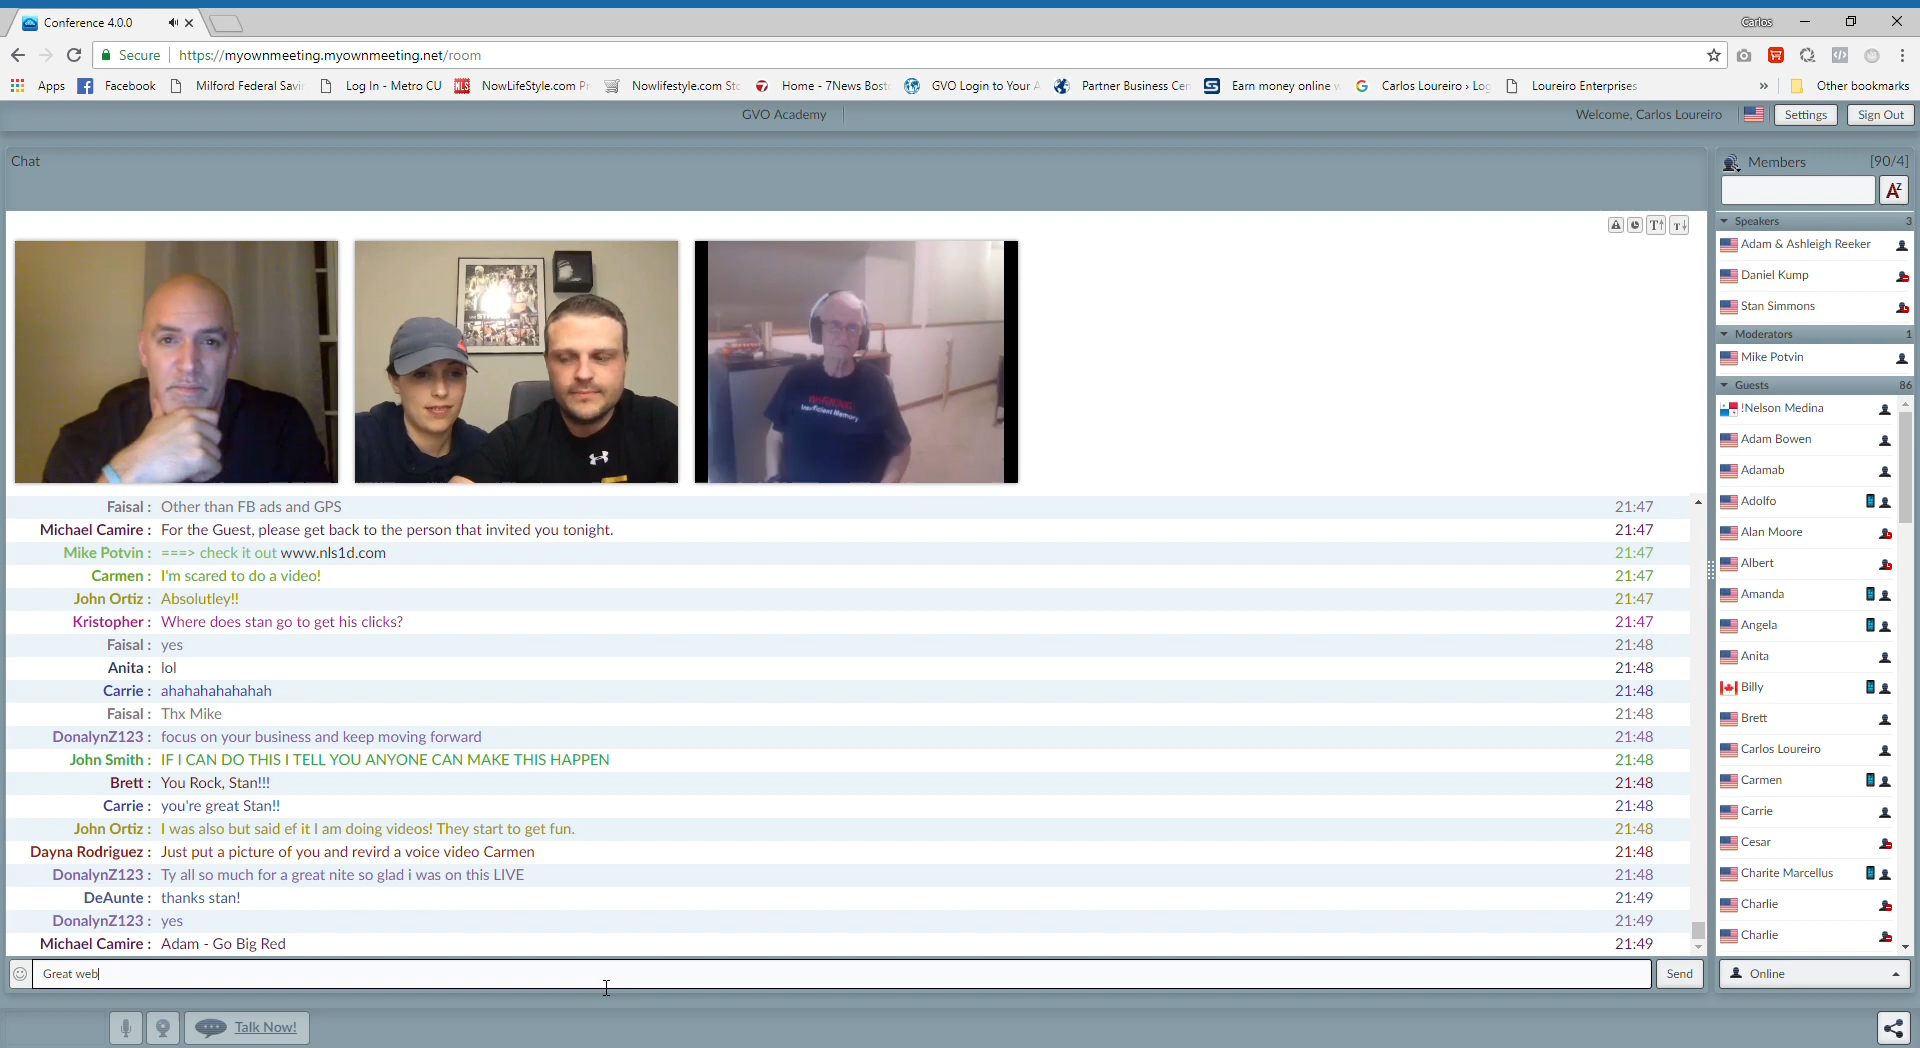 Conference 4.0.0
Carlos
Secure
https://myownmeeting.myownmeeting.net/room
Apps
Facebook
Milford Federal Savi
Log In - Metro CU
NLS
NowLifeStyle.com P
Nowlifestyle.com Sto
Home - 7News Bost
GVO Login to Your A
Partner Business Cen
Earn money online
Carlos Loureiro › Log
Loureiro Enterprises
»
Other bookmarks
GVO Academy
Welcome, Carlos Loureiro
Settings
Sign Out
Chat
WARNING:
Insufficient Memory
Faisal : Other than FB ads and GPS 21:47
Michael Camire : For the Guest, please get back to the person that invited you tonight. 21:47
Mike Potvin : ===> check it out www.nls1d.com 21:47
Carmen : I'm scared to do a video! 21:47
John Ortiz : Absolutley!! 21:47
Kristopher : Where does stan go to get his clicks? 21:47
Faisal : yes 21:48
Anita : lol 21:48
Carrie : ahahahahahahah 21:48
Faisal : Thx Mike 21:48
DonalynZ123 : focus on your business and keep moving forward 21:48
John Smith : IF I CAN DO THIS I TELL YOU ANYONE CAN MAKE THIS HAPPEN 21:48
Brett : You Rock, Stan!!! 21:48
Carrie : you're great Stan!! 21:48
John Ortiz : I was also but said ef it I am doing videos! They start to get fun. 21:48
Dayna Rodriguez : Just put a picture of you and revird a voice video Carmen 21:48
DonalynZ123 : Ty all so much for a great nite so glad i was on this LIVE 21:48
DeAunte : thanks stan! 21:49
DonalynZ123 : yes 21:49
Michael Camire : Adam - Go Big Red 21:49
Great web
Send
Talk Now!
Members [90/4]
Speakers 3
Adam & Ashleigh Reeker
Daniel Kump
Stan Simmons
Moderators 1
Mike Potvin
Guests 86
!Nelson Medina
Adam Bowen
Adamab
Adolfo
Alan Moore
Albert
Amanda
Angela
Anita
Billy
Brett
Carlos Loureiro
Carmen
Carrie
Cesar
Charite Marcellus
Charlie
Charlie
Online